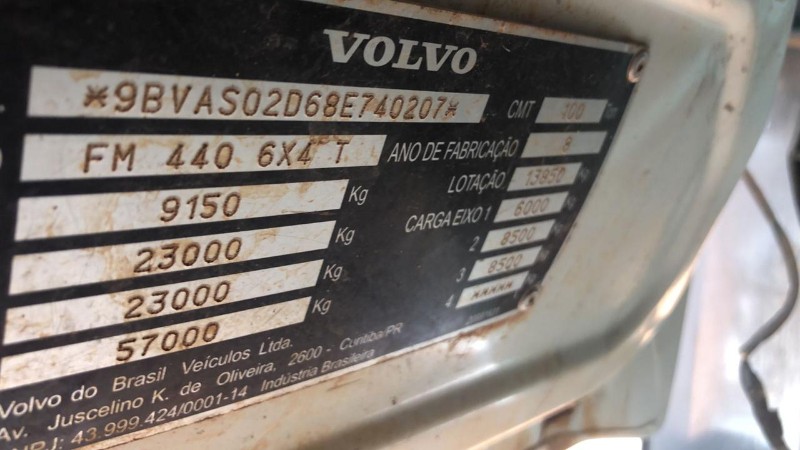 VOLVO
*9BVAS02D68E740207*
CMT 100
FM 440 6X4 T
ANO DE FABRICAÇÃO 8
9150 Kg
LOTAÇÃO 13850 Kg
23000 Kg
CARGA EIXO 1 6000
23000 Kg
2 8500
57000 Kg
3 8500
4 *****
Volvo do Brasil Veículos Ltda.
Av. Juscelino K. de Oliveira, 2600 - Curitiba/PR
43.999.424/0001-14 Indústria Brasileira